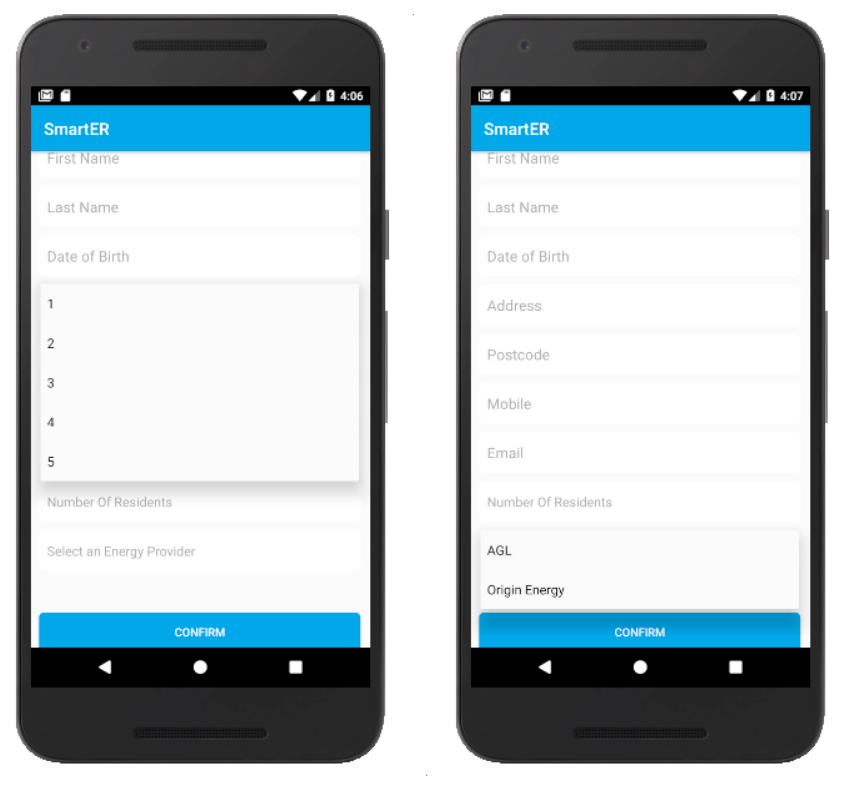 4:06
SmartER
First Name
Last Name
Date of Birth
1
2
3
4
5
Number Of Residents
Select an Energy Provider
CONFIRM
4:07
SmartER
First Name
Last Name
Date of Birth
Address
Postcode
Mobile
Email
Number Of Residents
AGL
Origin Energy
CONFIRM